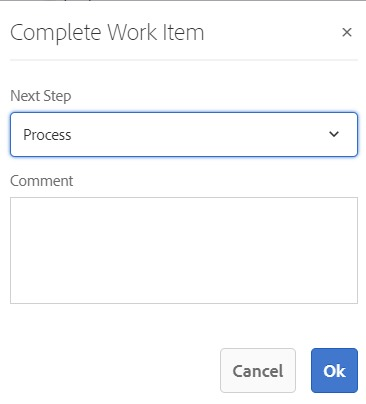 Complete Work Item
Next Step
Process
Comment
Cancel Ok